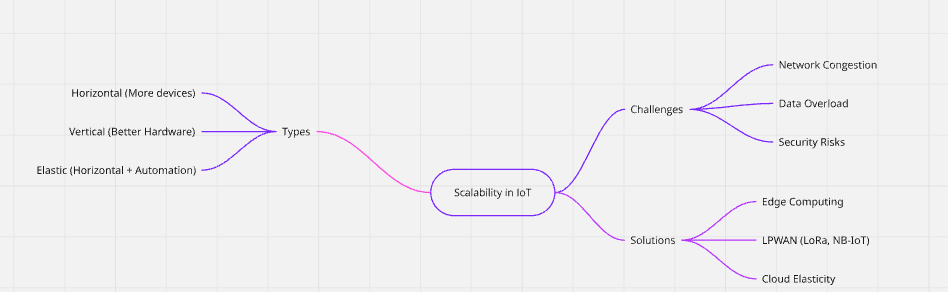 Horizontal (More devices)
Vertical (Better Hardware)
Elastic (Horizontal + Automation)
Types
Scalability in IoT
Challenges
Network Congestion
Data Overload
Security Risks
Solutions
Edge Computing
LPWAN (LoRa, NB-IoT)
Cloud Elasticity